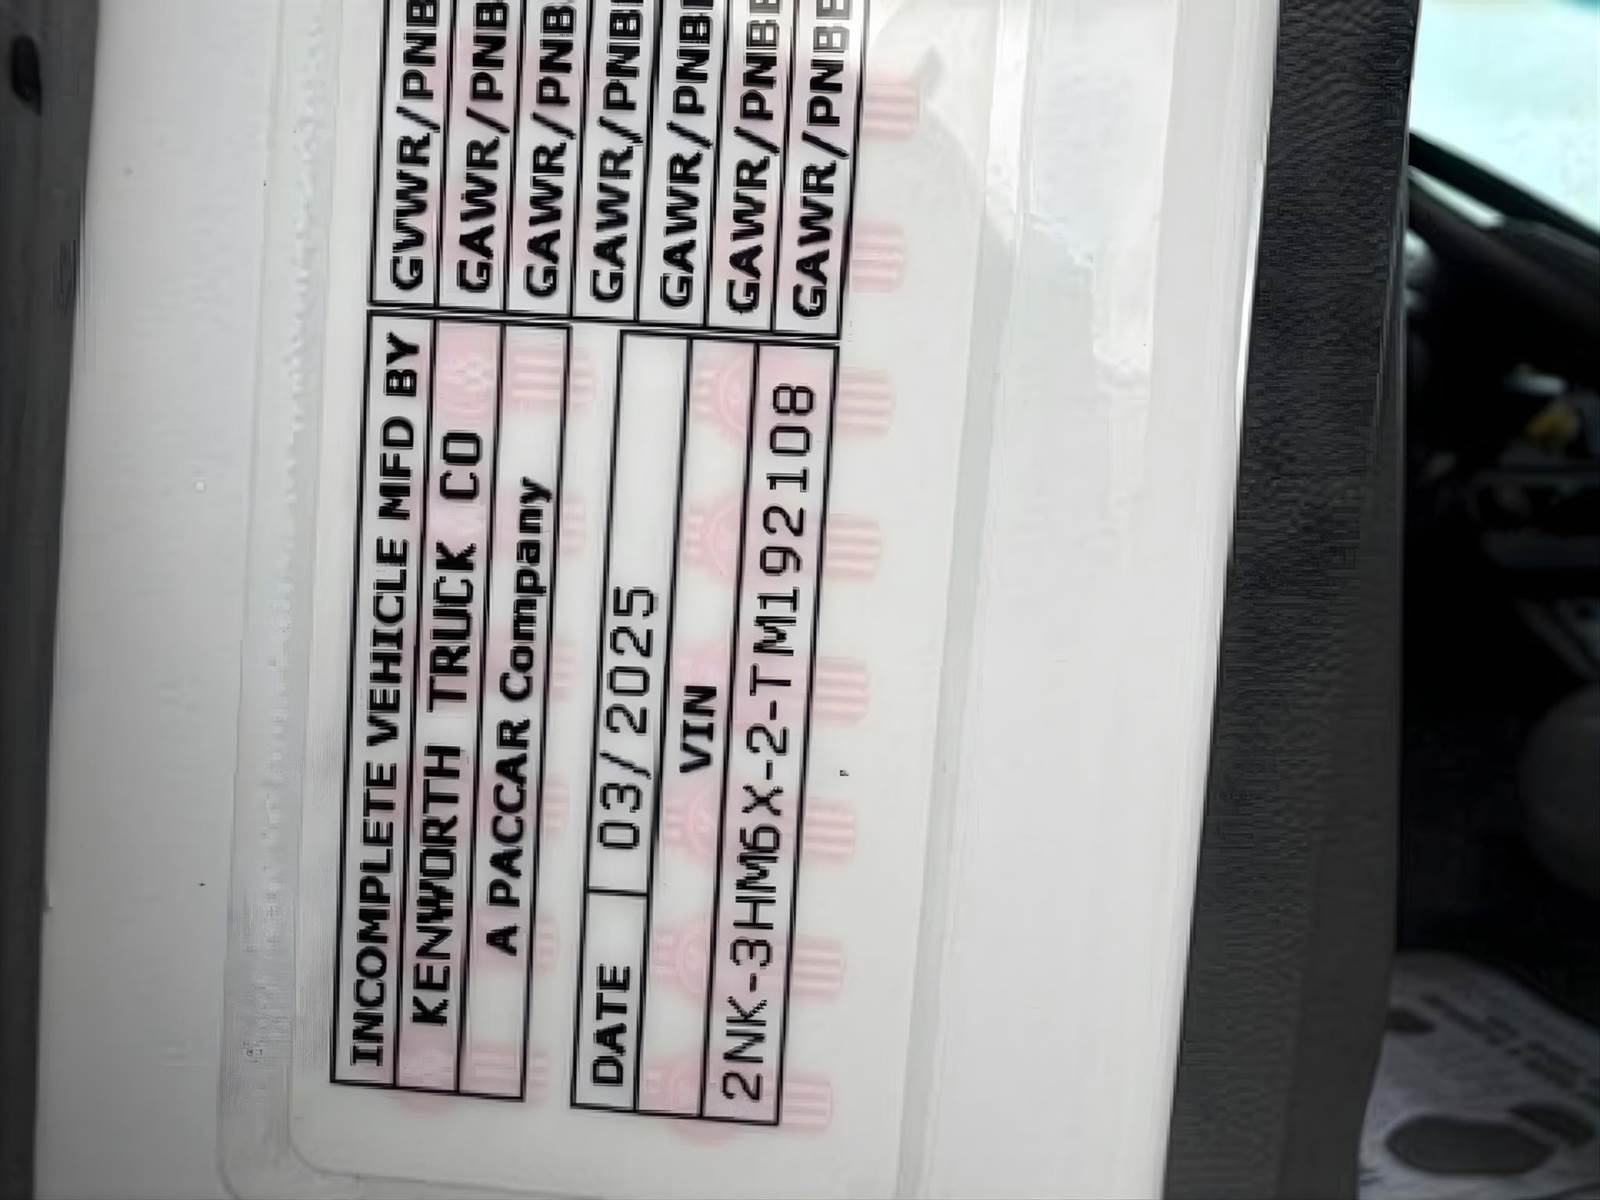 INCOMPLETE VEHICLE MFD BY
KENWORTH TRUCK CO
A PACCAR Company
DATE 03/2025
VIN
2NK-3HM6X-2-TM192108
GVWR/PNB
GAWR/PNB
GAWR/PNB
GAWR/PNB
GAWR/PNB
GAWR/PNB
GAWR/PNB